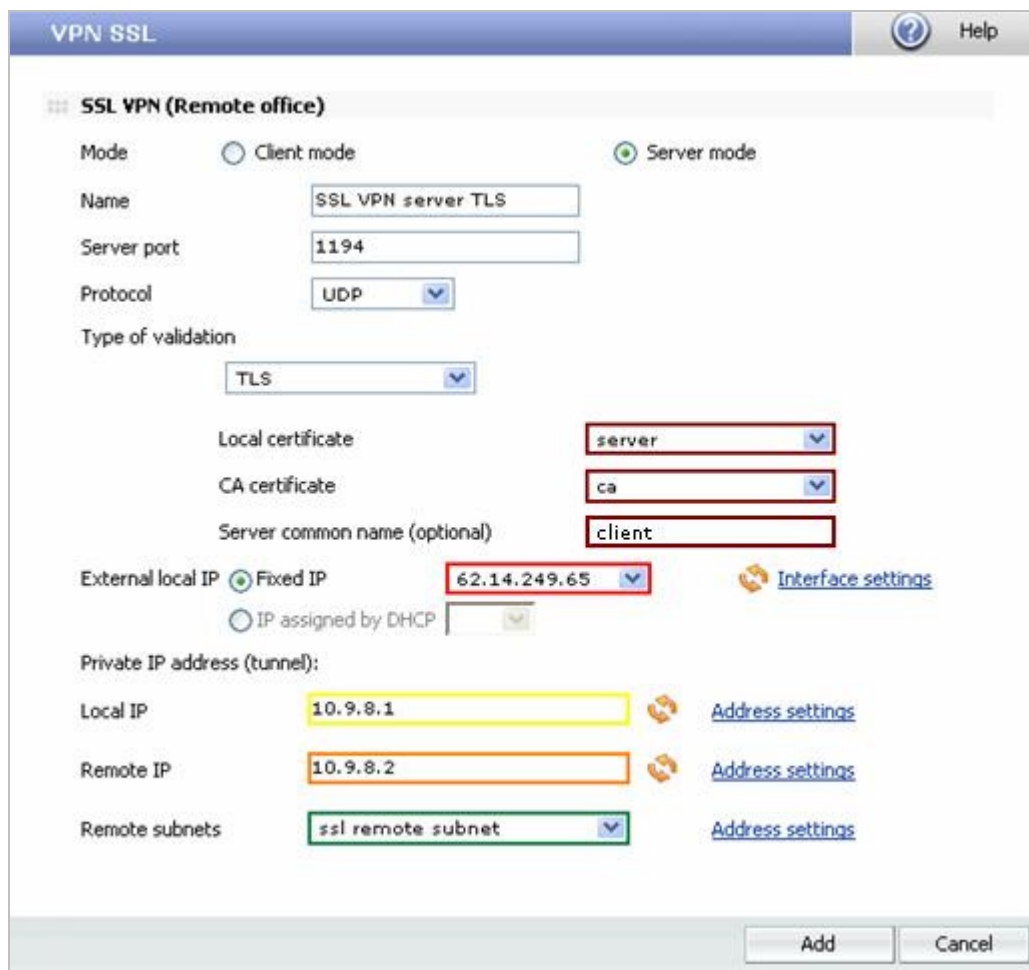 VPN SSL
Help
SSL VPN (Remote office)
Mode Client mode Server mode
Name SSL VPN server TLS
Server port 1194
Protocol UDP
Type of validation
TLS
Local certificate server
CA certificate ca
Server common name (optional) client
External local IP Fixed IP 62.14.249.65 Interface settings
IP assigned by DHCP
Private IP address (tunnel):
Local IP 10.9.8.1 Address settings
Remote IP 10.9.8.2 Address settings
Remote subnets ssl remote subnet Address settings
Add Cancel